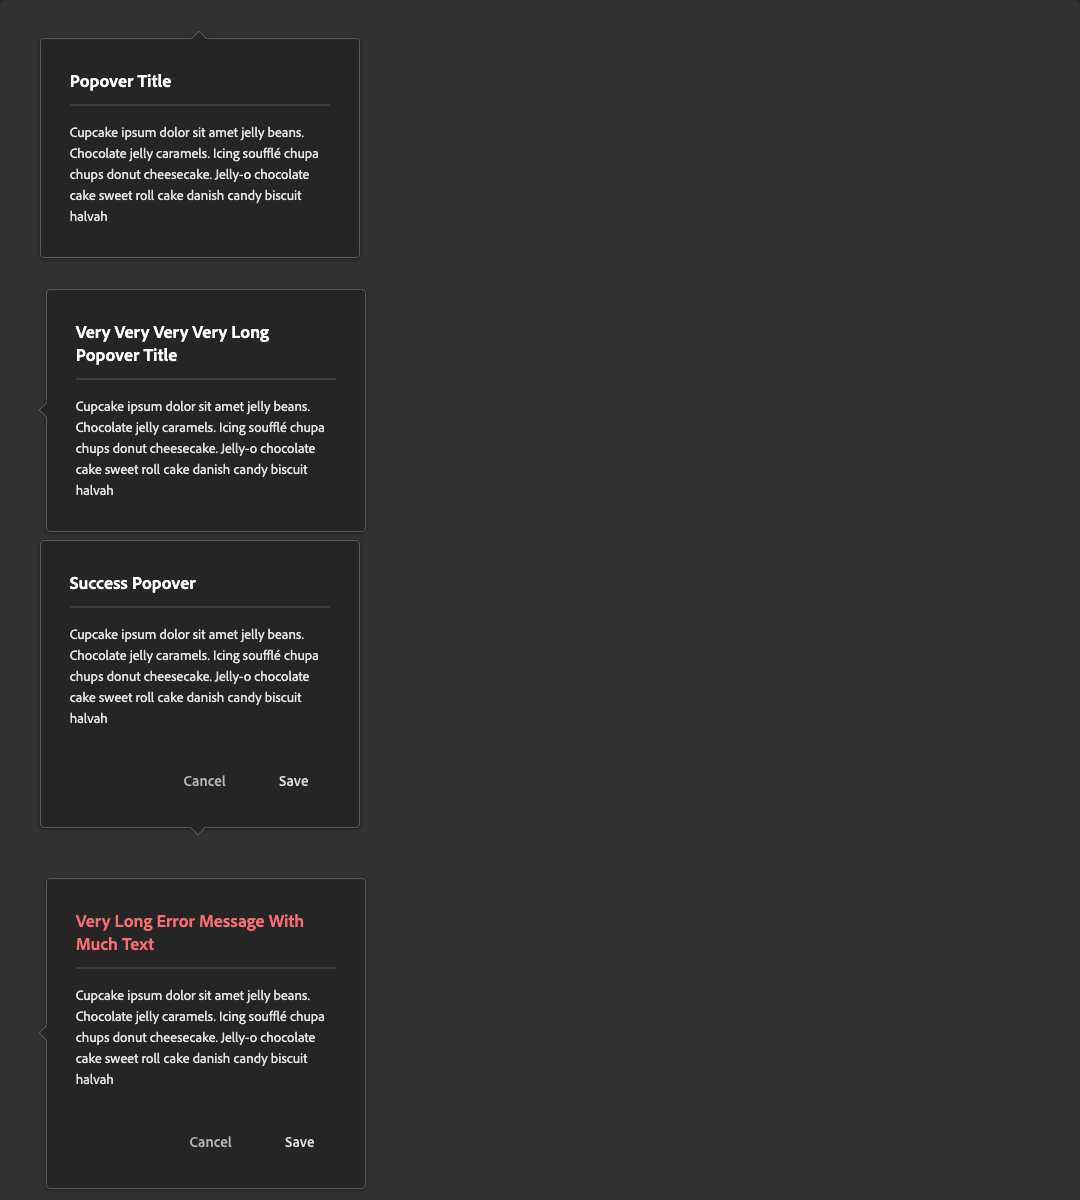 Popover Title
Cupcake ipsum dolor sit amet jelly beans.
Chocolate jelly caramels. Icing soufflé chupa
chups donut cheesecake. Jelly-o chocolate
cake sweet roll cake danish candy biscuit
halvah
Very Very Very Very Long
Popover Title
Cupcake ipsum dolor sit amet jelly beans.
Chocolate jelly caramels. Icing soufflé chupa
chups donut cheesecake. Jelly-o chocolate
cake sweet roll cake danish candy biscuit
halvah
Success Popover
Cupcake ipsum dolor sit amet jelly beans.
Chocolate jelly caramels. Icing soufflé chupa
chups donut cheesecake. Jelly-o chocolate
cake sweet roll cake danish candy biscuit
halvah
Cancel Save
Very Long Error Message With
Much Text
Cupcake ipsum dolor sit amet jelly beans.
Chocolate jelly caramels. Icing soufflé chupa
chups donut cheesecake. Jelly-o chocolate
cake sweet roll cake danish candy biscuit
halvah
Cancel Save